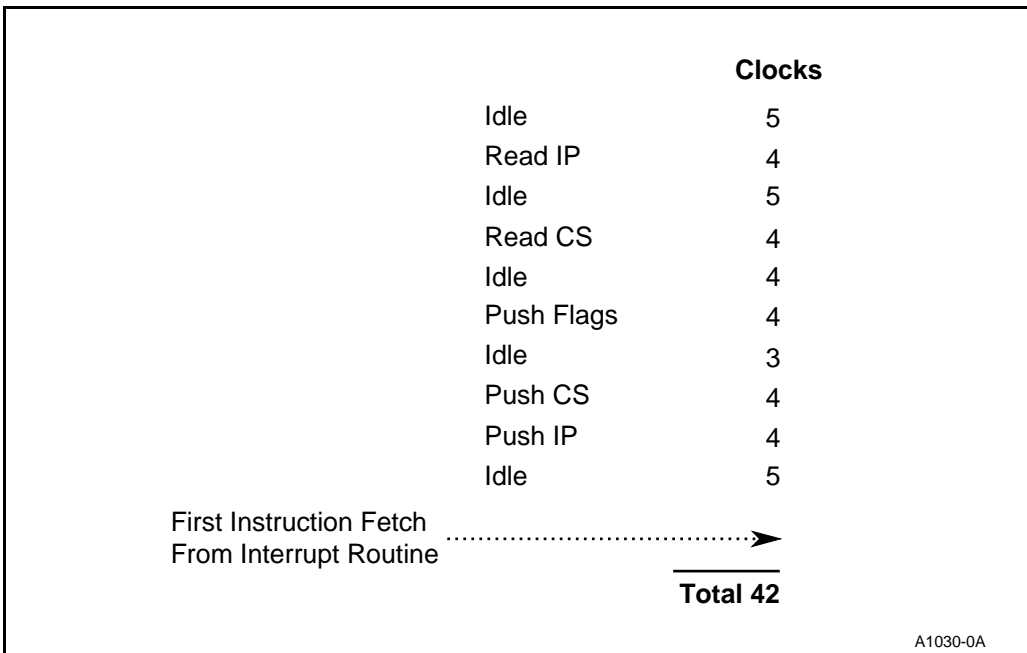 Clocks
Idle 5
Read IP 4
Idle 5
Read CS 4
Idle 4
Push Flags 4
Idle 3
Push CS 4
Push IP 4
Idle 5
First Instruction Fetch
From Interrupt Routine
Total 42
A1030-0A